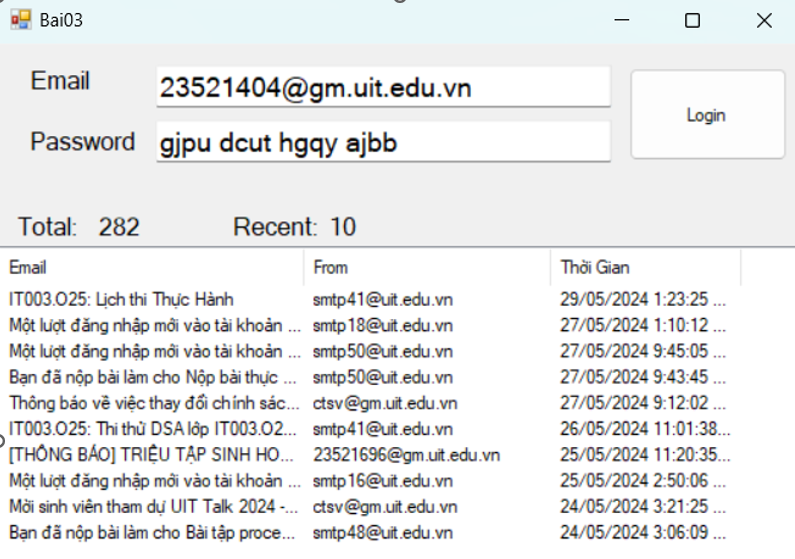 Bai03
Email 23521404@gm.uit.edu.vn
Login
Password gjpu dcut hgqy ajbb
Total: 282 Recent: 10
Email From Thời Gian
IT003.O25: Lịch thi Thực Hành smtp41@uit.edu.vn 29/05/2024 1:23:25 ...
Một lượt đăng nhập mới vào tài khoản ... smtp18@uit.edu.vn 27/05/2024 1:10:12 ...
Một lượt đăng nhập mới vào tài khoản ... smtp50@uit.edu.vn 27/05/2024 9:45:05 ...
Bạn đã nộp bài làm cho Nộp bài thực ... smtp50@uit.edu.vn 27/05/2024 9:43:45 ...
Thông báo về việc thay đổi chính sác... ctsv@gm.uit.edu.vn 27/05/2024 9:12:02 ...
IT003.O25: Thi thử DSA lớp IT003.O2... smtp41@uit.edu.vn 26/05/2024 11:01:38...
[THÔNG BÁO] TRIỆU TẬP SINH HO... 23521696@gm.uit.edu.vn 25/05/2024 11:20:35...
Một lượt đăng nhập mới vào tài khoản ... smtp16@uit.edu.vn 25/05/2024 2:50:06 ...
Mời sinh viên tham dự UIT Talk 2024 -... ctsv@gm.uit.edu.vn 24/05/2024 3:21:25 ...
Bạn đã nộp bài làm cho Bài tập proce... smtp48@uit.edu.vn 24/05/2024 3:06:09 ...